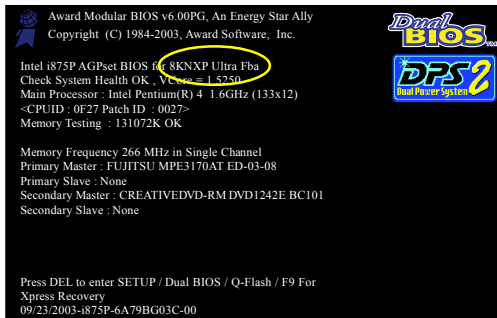 Award Modular BIOS v6.00PG, An Energy Star Ally
Copyright (C) 1984-2003, Award Software, Inc.
Dual
BIOS
DPS2
Dual Power System
Intel i875P AGPset BIOS for 8KNXP Ultra Fba
Check System Health OK , VCore = 1.5250
Main Processor : Intel Pentium(R) 4 1.6GHz (133x12)
<CPUID : 0F27 Patch ID : 0027>
Memory Testing : 131072K OK
Memory Frequency 266 MHz in Single Channel
Primary Master : FUJITSU MPE3170AT ED-03-08
Primary Slave : None
Secondary Master : CREATIVEDVD-RM DVD1242E BC101
Secondary Slave : None
Press DEL to enter SETUP / Dual BIOS / Q-Flash / F9 For
Xpress Recovery
09/23/2003-i875P-6A79BG03C-00